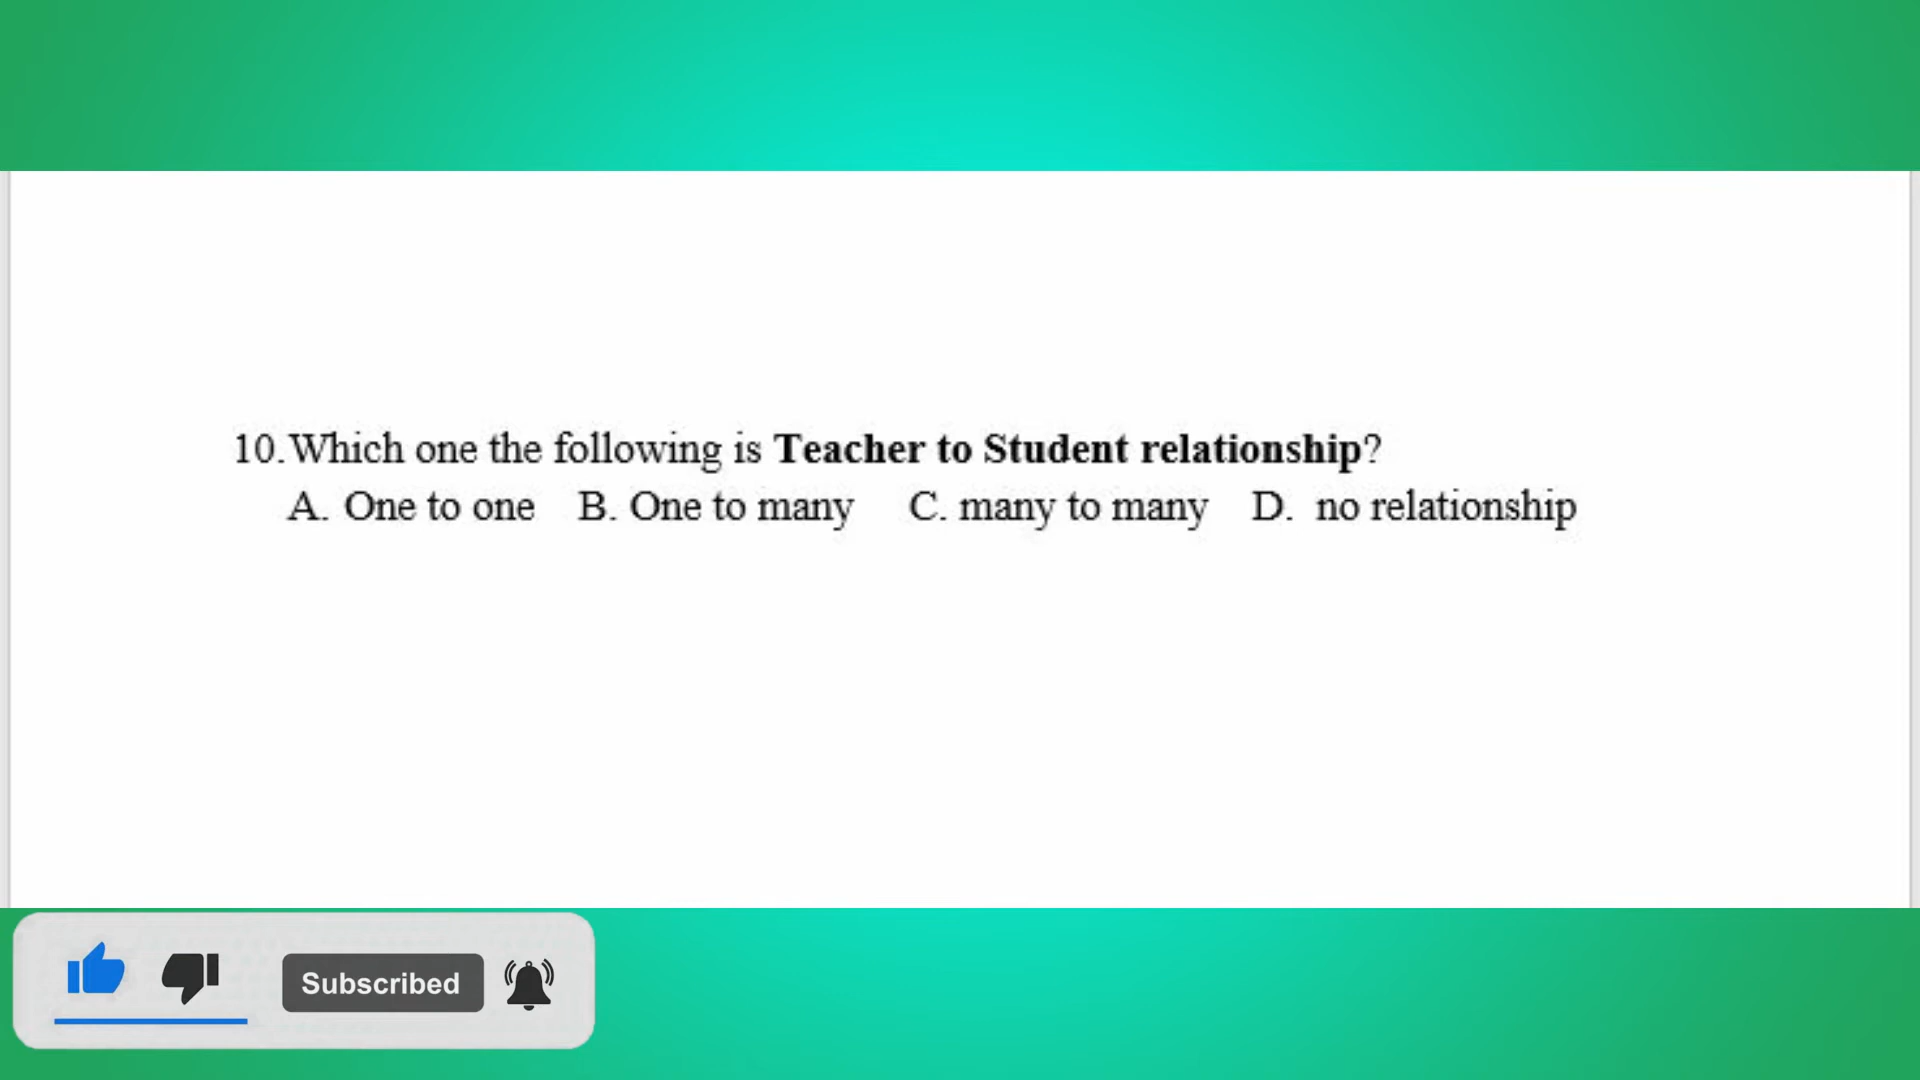 10. Which one the following is Teacher to Student relationship?
A. One to one B. One to many C. many to many D. no relationship
Subscribed